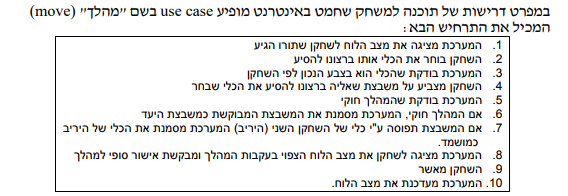 במפרט דרישות של תוכנה למשחק שחמט באינטרנט מופיע use case בשם "מהלך" (move)
המכיל את התרחיש הבא:
1. המערכת מציגה את מצב הלוח לשחקן שתורו הגיע
2. השחקן בוחר את הכלי אותו ברצונו להסיע
3. המערכת בודקת שהכלי הוא בצבע הנכון לפי השחקן
4. השחקן מצביע על משבצת שאליה ברצונו להסיע את הכלי שבחר
5. המערכת בודקת שהמהלך חוקי
6. אם המהלך חוקי, המערכת מסמנת את המשבצת המבוקשת כמשבצת היעד
7. אם המשבצת תפוסה ע"י כלי של השחקן השני (היריב) המערכת מסמנת את הכלי של היריב
כמושמד.
8. המערכת מציגה לשחקן את מצב הלוח הצפוי בעקבות המהלך ומבקשת אישור סופי למהלך
9. השחקן מאשר
10. המערכת מעדכנת את מצב הלוח.